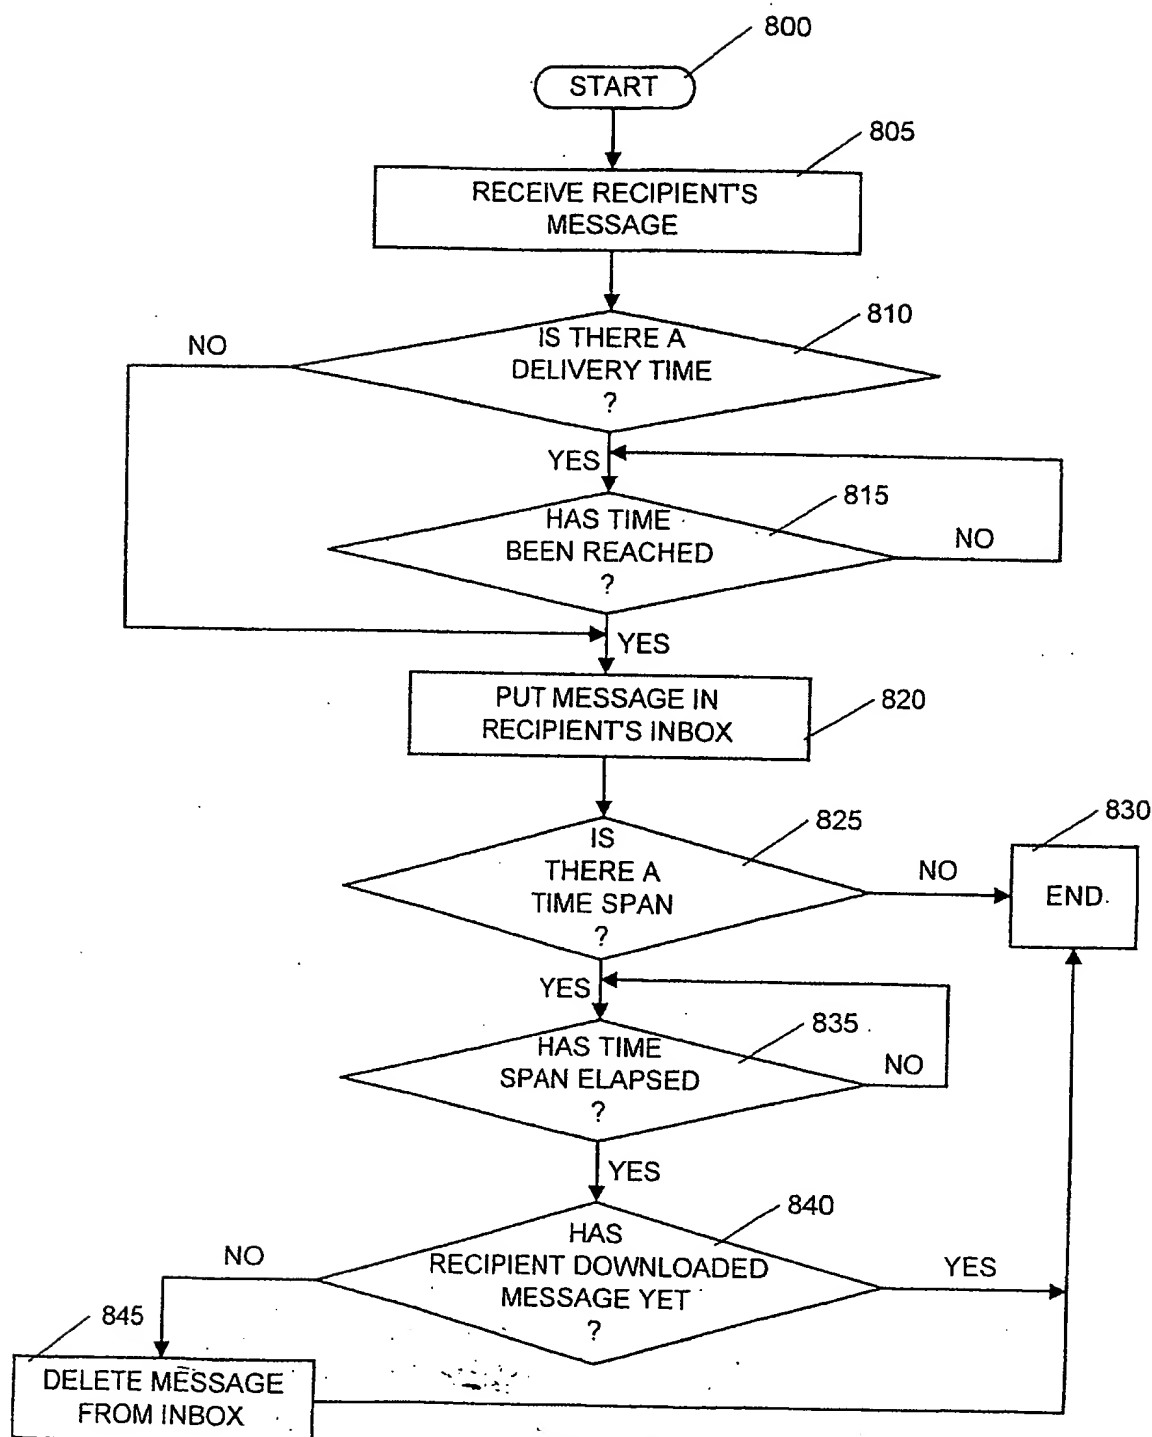 800
START
805
RECEIVE RECIPIENT'S
MESSAGE
810
IS THERE A
DELIVERY TIME
?
NO
YES
815
HAS TIME
BEEN REACHED
?
NO
YES
PUT MESSAGE IN
RECIPIENT'S INBOX
820
825
IS
THERE A
TIME SPAN
?
NO
830
END.
YES
835
HAS TIME
SPAN ELAPSED
?
NO
YES
840
HAS
RECIPIENT DOWNLOADED
MESSAGE YET
?
NO
YES
845
DELETE MESSAGE
FROM INBOX